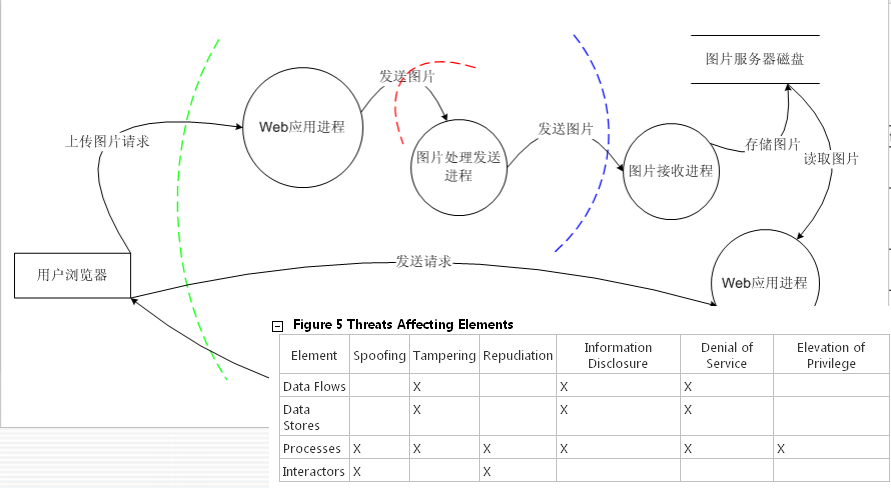 图片服务器磁盘
发送图片
Web应用进程
发送图片
上传图片请求
存储图片
图片处理发送
进程
读取图片
图片接收进程
发送请求
用户浏览器
Web应用进程
Figure 5 Threats Affecting Elements
Element Spoofing Tampering Repudiation Information Disclosure Denial of Service Elevation of Privilege
Data Flows X X X
Data Stores X X X
Processes X X X X X X
Interactors X X